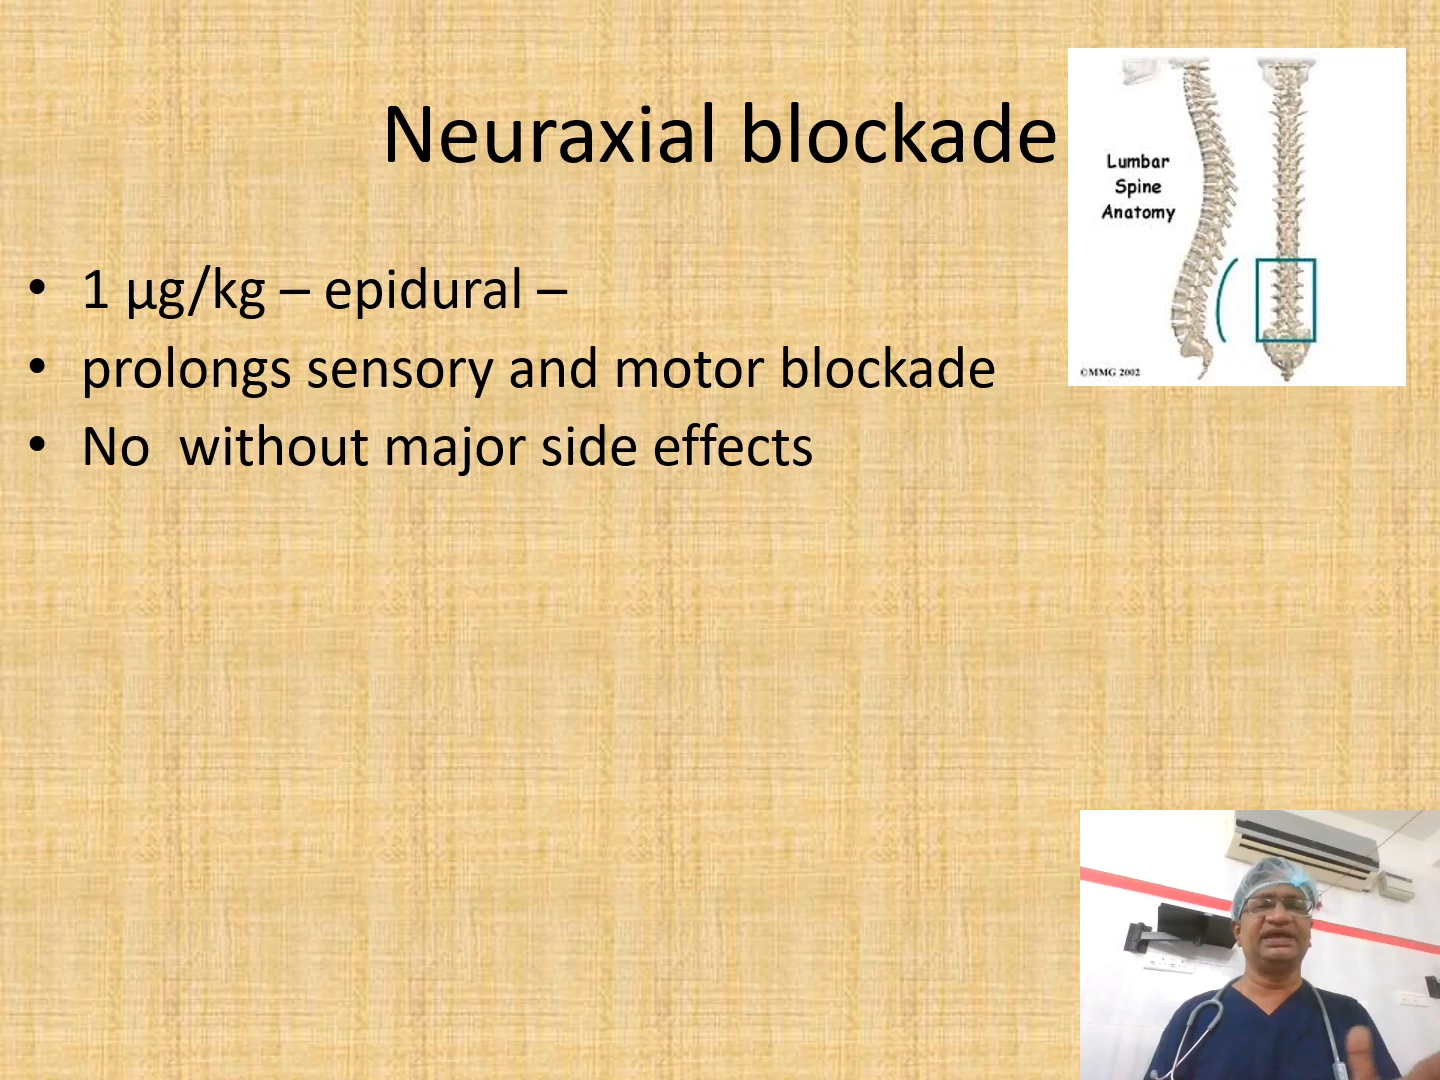 Neuraxial blockade
Lumbar
Spine
Anatomy
©MMG 2002
• 1 µg/kg – epidural –
• prolongs sensory and motor blockade
• No  without major side effects